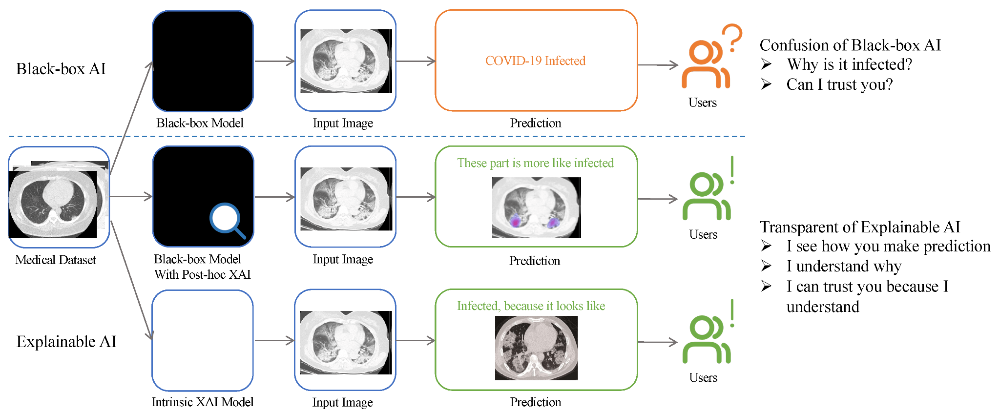 Black-box AI
Black-box Model
Input Image
COVID-19 Infected
Prediction
?
Users
Confusion of Black-box AI
Why is it infected?
Can I trust you?
Medical Dataset
Black-box Model
With Post-hoc XAI
Input Image
These part is more like infected
Prediction
!
Users
Transparent of Explainable AI
I see how you make prediction
I understand why
I can trust you because I
understand
Explainable AI
Intrinsic XAI Model
Input Image
Infected, because it looks like
Prediction
!
Users